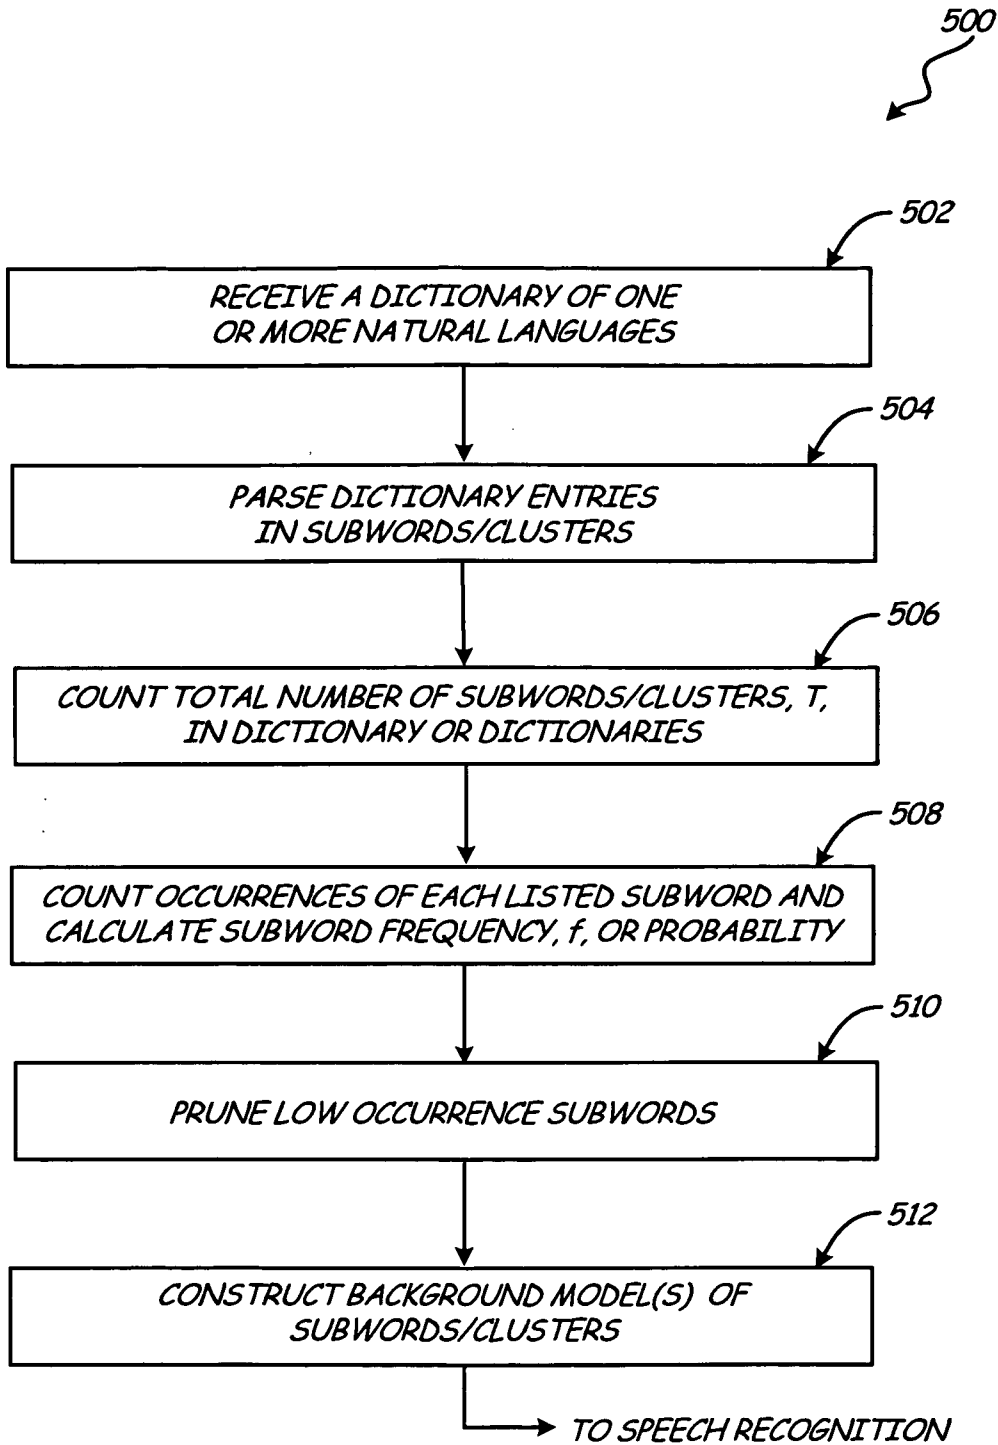 500
502
RECEIVE A DICTIONARY OF ONE
OR MORE NATURAL LANGUAGES
504
PARSE DICTIONARY ENTRIES
IN SUBWORDS/CLUSTERS
506
COUNT TOTAL NUMBER OF SUBWORDS/CLUSTERS, T,
IN DICTIONARY OR DICTIONARIES
508
COUNT OCCURRENCES OF EACH LISTED SUBWORD AND
CALCULATE SUBWORD FREQUENCY, f, OR PROBABILITY
510
PRUNE LOW OCCURRENCE SUBWORDS
512
CONSTRUCT BACKGROUND MODEL(S) OF
SUBWORDS/CLUSTERS
TO SPEECH RECOGNITION